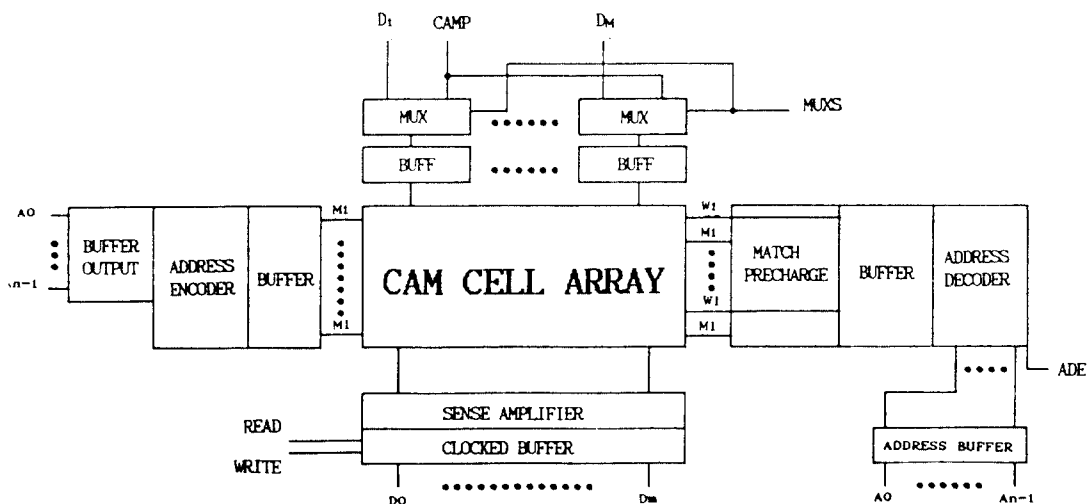 D1 CAMP DM
MUXS
MUX MUX
BUFF BUFF
A0 M1 W1
M1
BUFFER OUTPUT
ADDRESS ENCODER
BUFFER
CAM CELL ARRAY
MATCH PRECHARGE
BUFFER
ADDRESS DECODER
An-1
W1
M1 M1
ADE
SENSE AMPLIFIER
READ
CLOCKED BUFFER
WRITE
ADDRESS BUFFER
D0 Dm A0 An-1